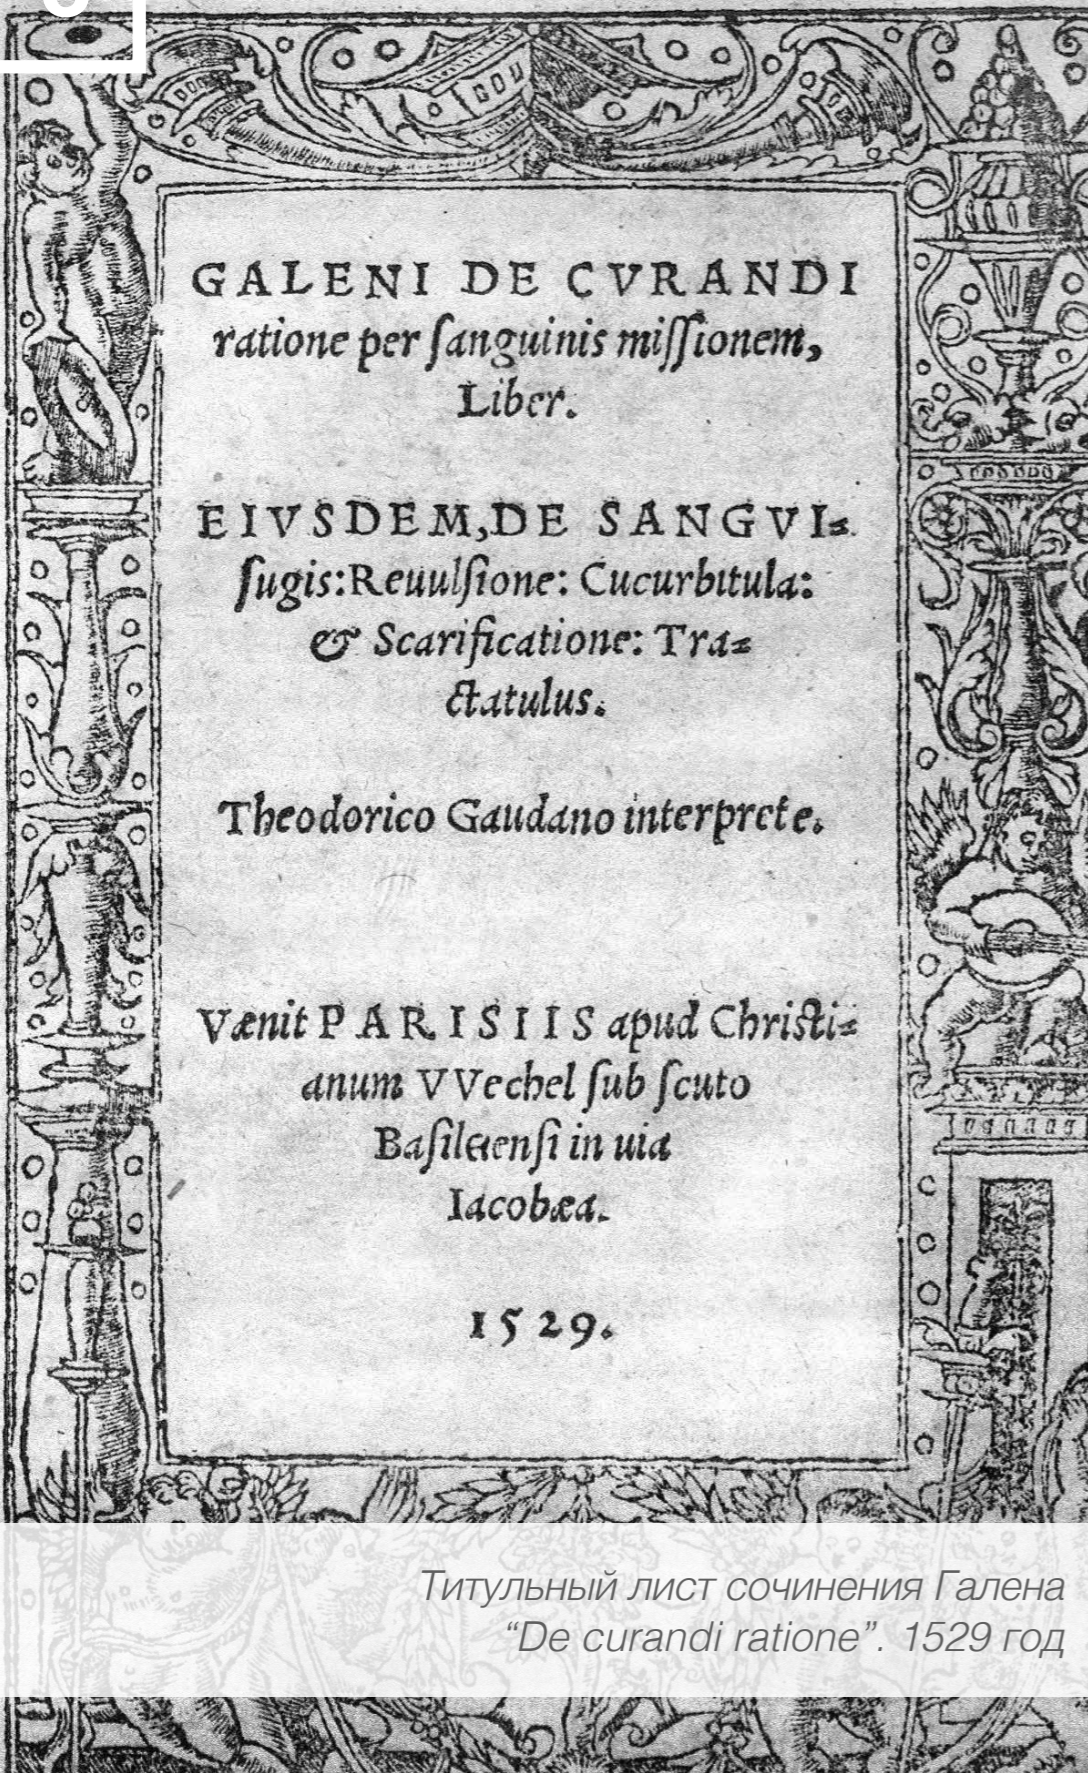 GALENI DE CVRANDI
ratione per ſanguinis miſſionem,
Liber.
EIVSDEM,DE SANGVI⸗
ſugis:Reuulſione: Cucurbitula:
& Scarificatione: Tra⸗
ctatulus.
Theodorico Gaudano interprete.
Vænit PARISIIS apud Chriſti⸗
anum VVechel ſub ſcuto
Baſileienſi in uia
Iacobæa.
1529.
Титульный лист сочинения Галена
“De curandi ratione”. 1529 год